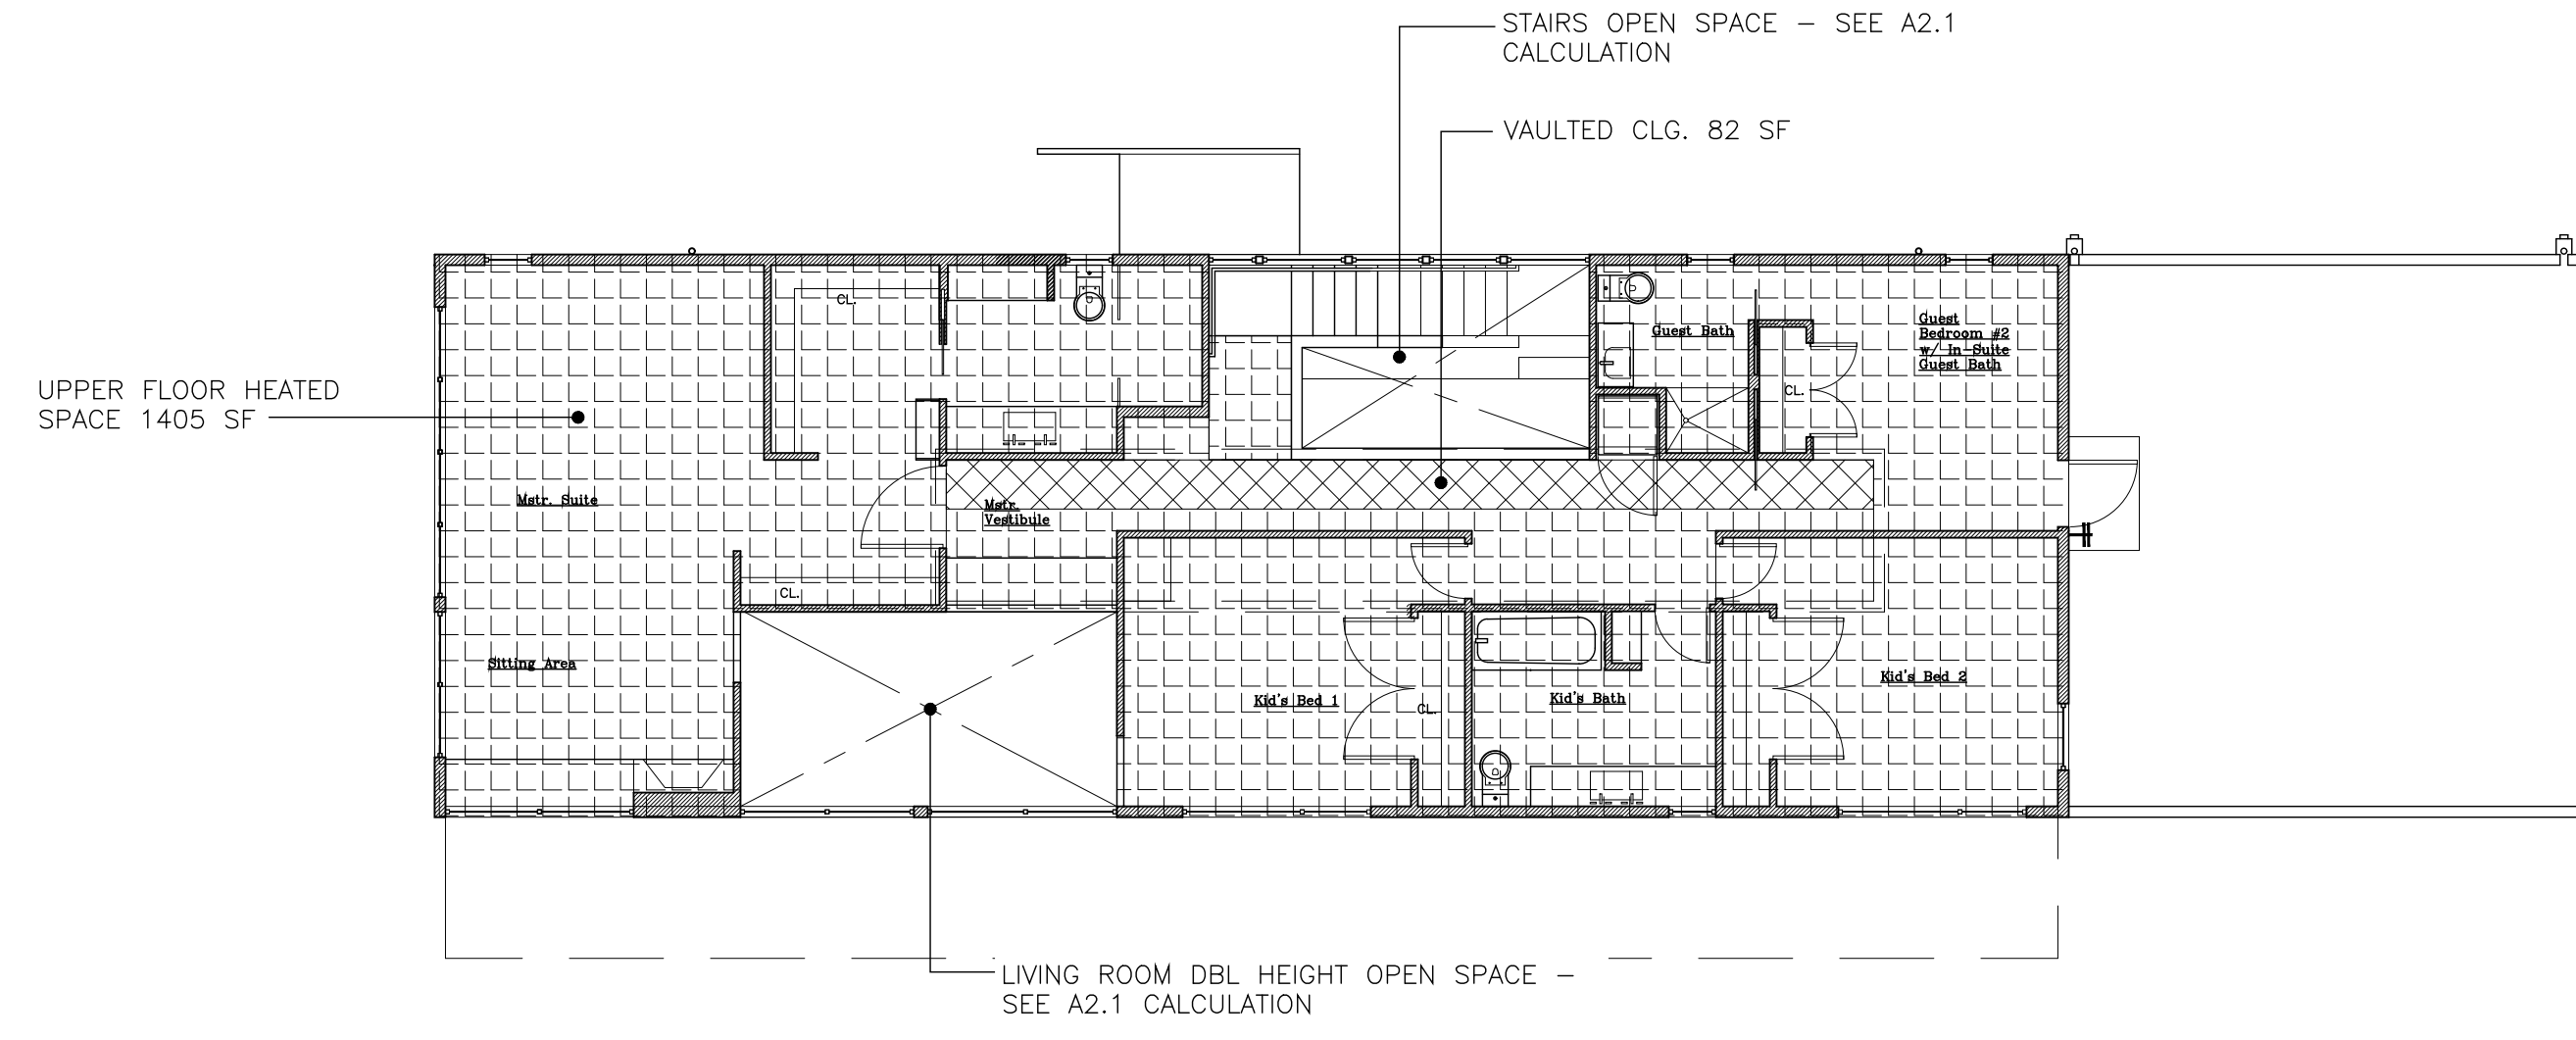 STAIRS OPEN SPACE – SEE A2.1
CALCULATION
VAULTED CLG. 82 SF
UPPER FLOOR HEATED
SPACE 1405 SF
CL.
Guest Bath
Guest
Bedroom #2
w/ In-Suite
Guest Bath
CL.
Mstr. Suite
Mstr.
Vestibule
CL.
Sitting Area
Kid's Bed 1
CL.
Kid's Bath
Kid's Bed 2
LIVING ROOM DBL HEIGHT OPEN SPACE –
SEE A2.1 CALCULATION